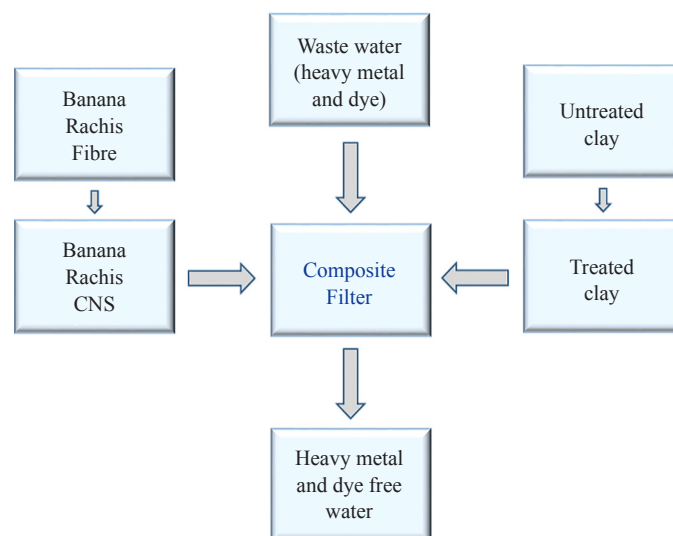 Waste water
(heavy metal
and dye)
Banana
Rachis
Fibre
Untreated
clay
Banana
Rachis
CNS
Composite
Filter
Treated
clay
Heavy metal
and dye free
water